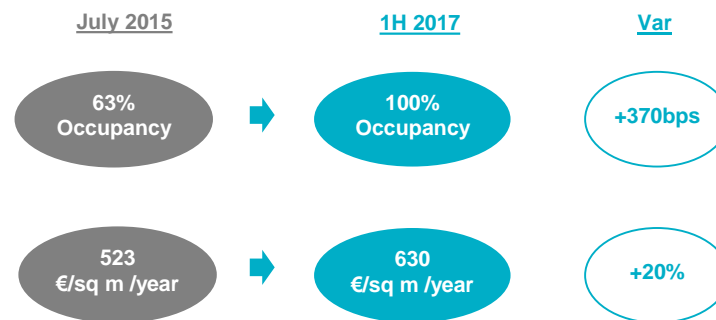 July 2015 1H 2017 Var
63%
Occupancy
100%
Occupancy
+370bps
523
€/sq m /year
630
€/sq m /year
+20%